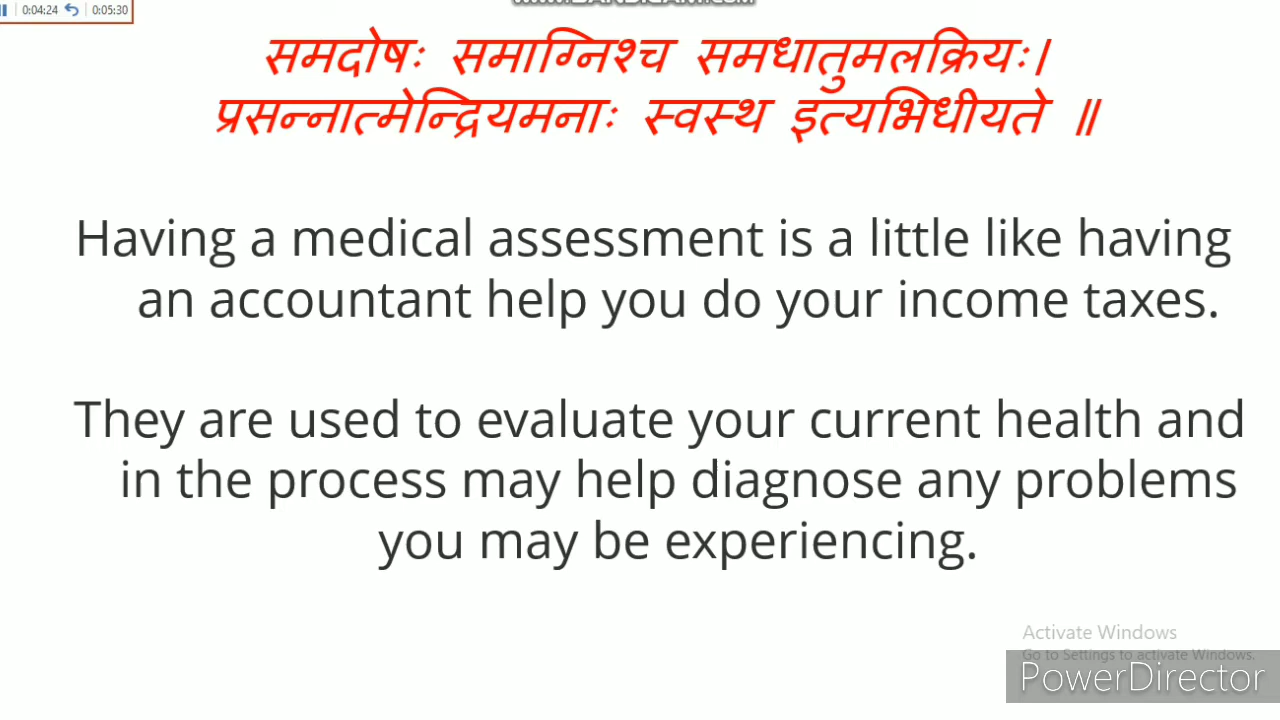 0:04:24 0:05:30
समदोषः समाग्निश्च समधातुमलक्रियः।
प्रसन्नात्मेन्द्रियमनाः स्वस्थ इत्यभिधीयते ॥
Having a medical assessment is a little like having
an accountant help you do your income taxes.
They are used to evaluate your current health and
in the process may help diagnose any problems
you may be experiencing.
Activate Windows
Go to Settings to activate Windows.
PowerDirector